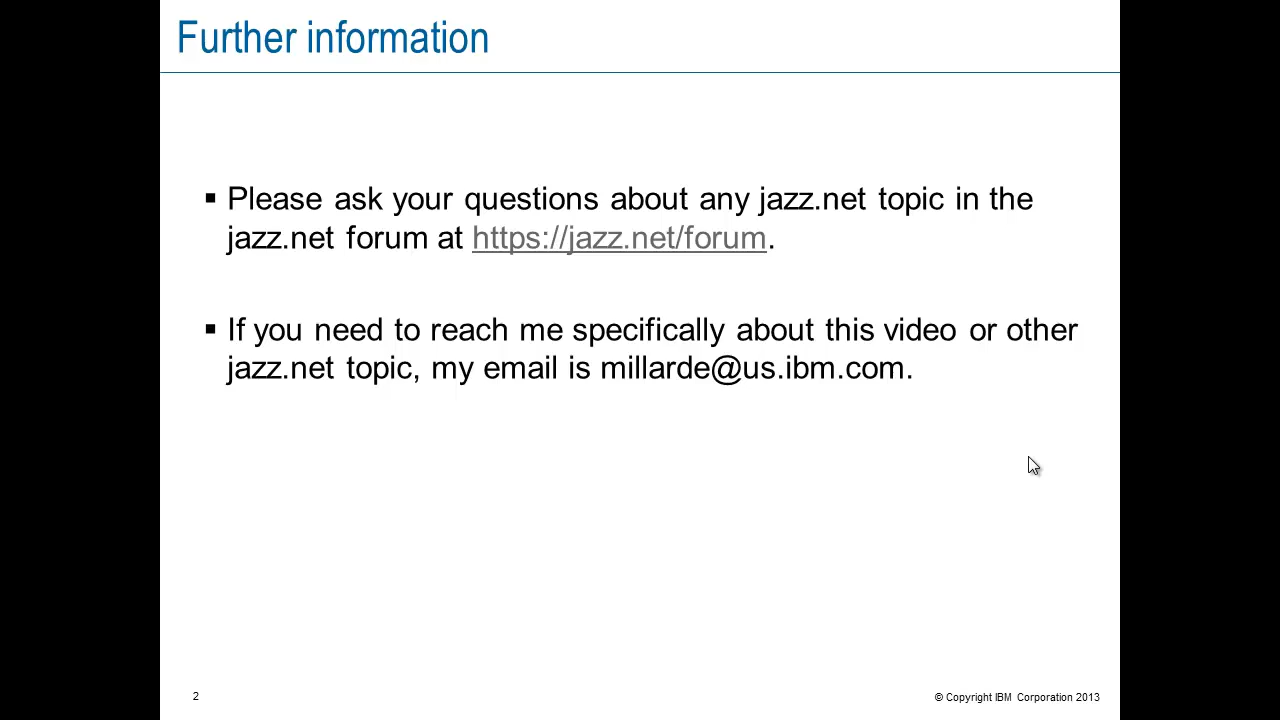 Further information
▪ Please ask your questions about any jazz.net topic in the
jazz.net forum at https://jazz.net/forum.
▪ If you need to reach me specifically about this video or other
jazz.net topic, my email is millarde@us.ibm.com.
2
© Copyright IBM Corporation 2013